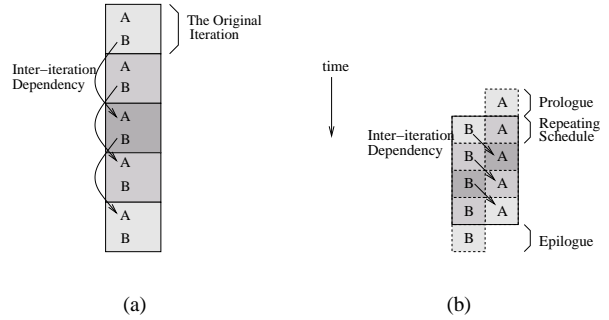 A
B
The Original
Iteration
Inter-iteration
Dependency
A
B
A
B
A
B
A
B
(a)
time
A
Prologue
B
A
Repeating
Schedule
Inter-iteration
Dependency
B
A
B
A
B
A
B
Epilogue
(b)